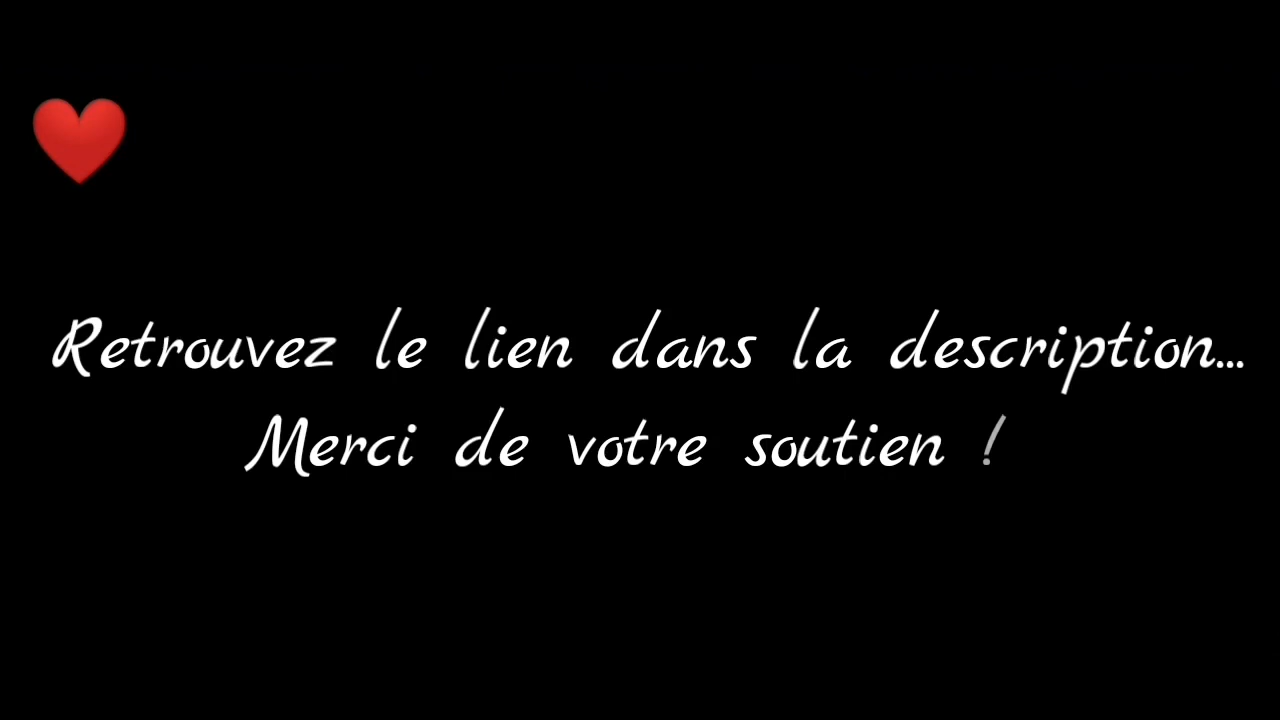 Retrouvez le lien dans la description...
Merci de votre soutien !